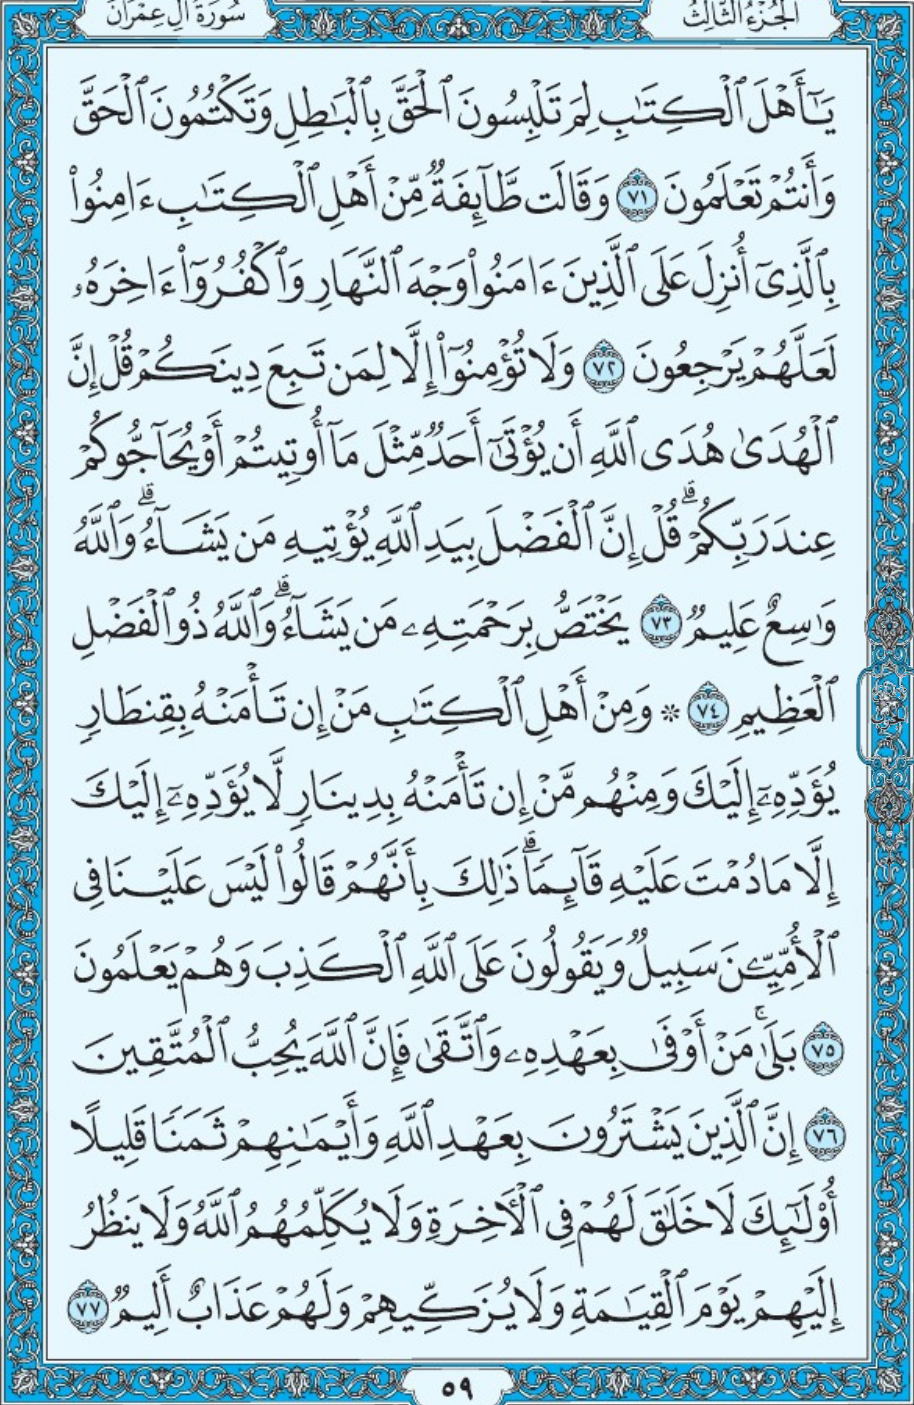 سُورَةُ آلِ عِمْرَانَ
الجُزْءُ الثَّالِثُ
يَٰٓأَهۡلَ ٱلۡكِتَٰبِ لِمَ تَلۡبِسُونَ ٱلۡحَقَّ بِٱلۡبَٰطِلِ وَتَكۡتُمُونَ ٱلۡحَقَّ
وَأَنتُمۡ تَعۡلَمُونَ ٧١ وَقَالَت طَّآئِفَةٞ مِّنۡ أَهۡلِ ٱلۡكِتَٰبِ ءَامِنُواْ
بِٱلَّذِيٓ أُنزِلَ عَلَى ٱلَّذِينَ ءَامَنُواْ وَجۡهَ ٱلنَّهَارِ وَٱكۡفُرُوٓاْ ءَاخِرَهُۥ
لَعَلَّهُمۡ يَرۡجِعُونَ ٧٢ وَلَا تُؤۡمِنُوٓاْ إِلَّا لِمَن تَبِعَ دِينَكُمۡ قُلۡ إِنَّ
ٱلۡهُدَىٰ هُدَى ٱللَّهِ أَن يُؤۡتَىٰٓ أَحَدٞ مِّثۡلَ مَآ أُوتِيتُمۡ أَوۡ يُحَآجُّوكُمۡ
عِندَ رَبِّكُمۡۗ قُلۡ إِنَّ ٱلۡفَضۡلَ بِيَدِ ٱللَّهِ يُؤۡتِيهِ مَن يَشَآءُۗ وَٱللَّهُ
وَٰسِعٌ عَلِيمٞ ٧٣ يَخۡتَصُّ بِرَحۡمَتِهِۦ مَن يَشَآءُۗ وَٱللَّهُ ذُو ٱلۡفَضۡلِ
ٱلۡعَظِيمِ ٧٤ * وَمِنۡ أَهۡلِ ٱلۡكِتَٰبِ مَنۡ إِن تَأۡمَنۡهُ بِقِنطَارٖ
يُؤَدِّهِۦٓ إِلَيۡكَ وَمِنۡهُم مَّنۡ إِن تَأۡمَنۡهُ بِدِينَارٖ لَّا يُؤَدِّهِۦٓ إِلَيۡكَ
إِلَّا مَا دُمۡتَ عَلَيۡهِ قَآئِمٗاۗ ذَٰلِكَ بِأَنَّهُمۡ قَالُواْ لَيۡسَ عَلَيۡنَا فِي
ٱلۡأُمِّيِّـۧنَ سَبِيلٞ وَيَقُولُونَ عَلَى ٱللَّهِ ٱلۡكَذِبَ وَهُمۡ يَعۡلَمُونَ
٧٥ بَلَىٰۚ مَنۡ أَوۡفَىٰ بِعَهۡدِهِۦ وَٱتَّقَىٰ فَإِنَّ ٱللَّهَ يُحِبُّ ٱلۡمُتَّقِينَ
٧٦ إِنَّ ٱلَّذِينَ يَشۡتَرُونَ بِعَهۡدِ ٱللَّهِ وَأَيۡمَٰنِهِمۡ ثَمَنٗا قَلِيلًا
أُوْلَٰٓئِكَ لَا خَلَٰقَ لَهُمۡ فِي ٱلۡأٓخِرَةِ وَلَا يُكَلِّمُهُمُ ٱللَّهُ وَلَا يَنظُرُ
إِلَيۡهِمۡ يَوۡمَ ٱلۡقِيَٰمَةِ وَلَا يُزَكِّيهِمۡ وَلَهُمۡ عَذَابٌ أَلِيمٞ ٧٧
٥٩